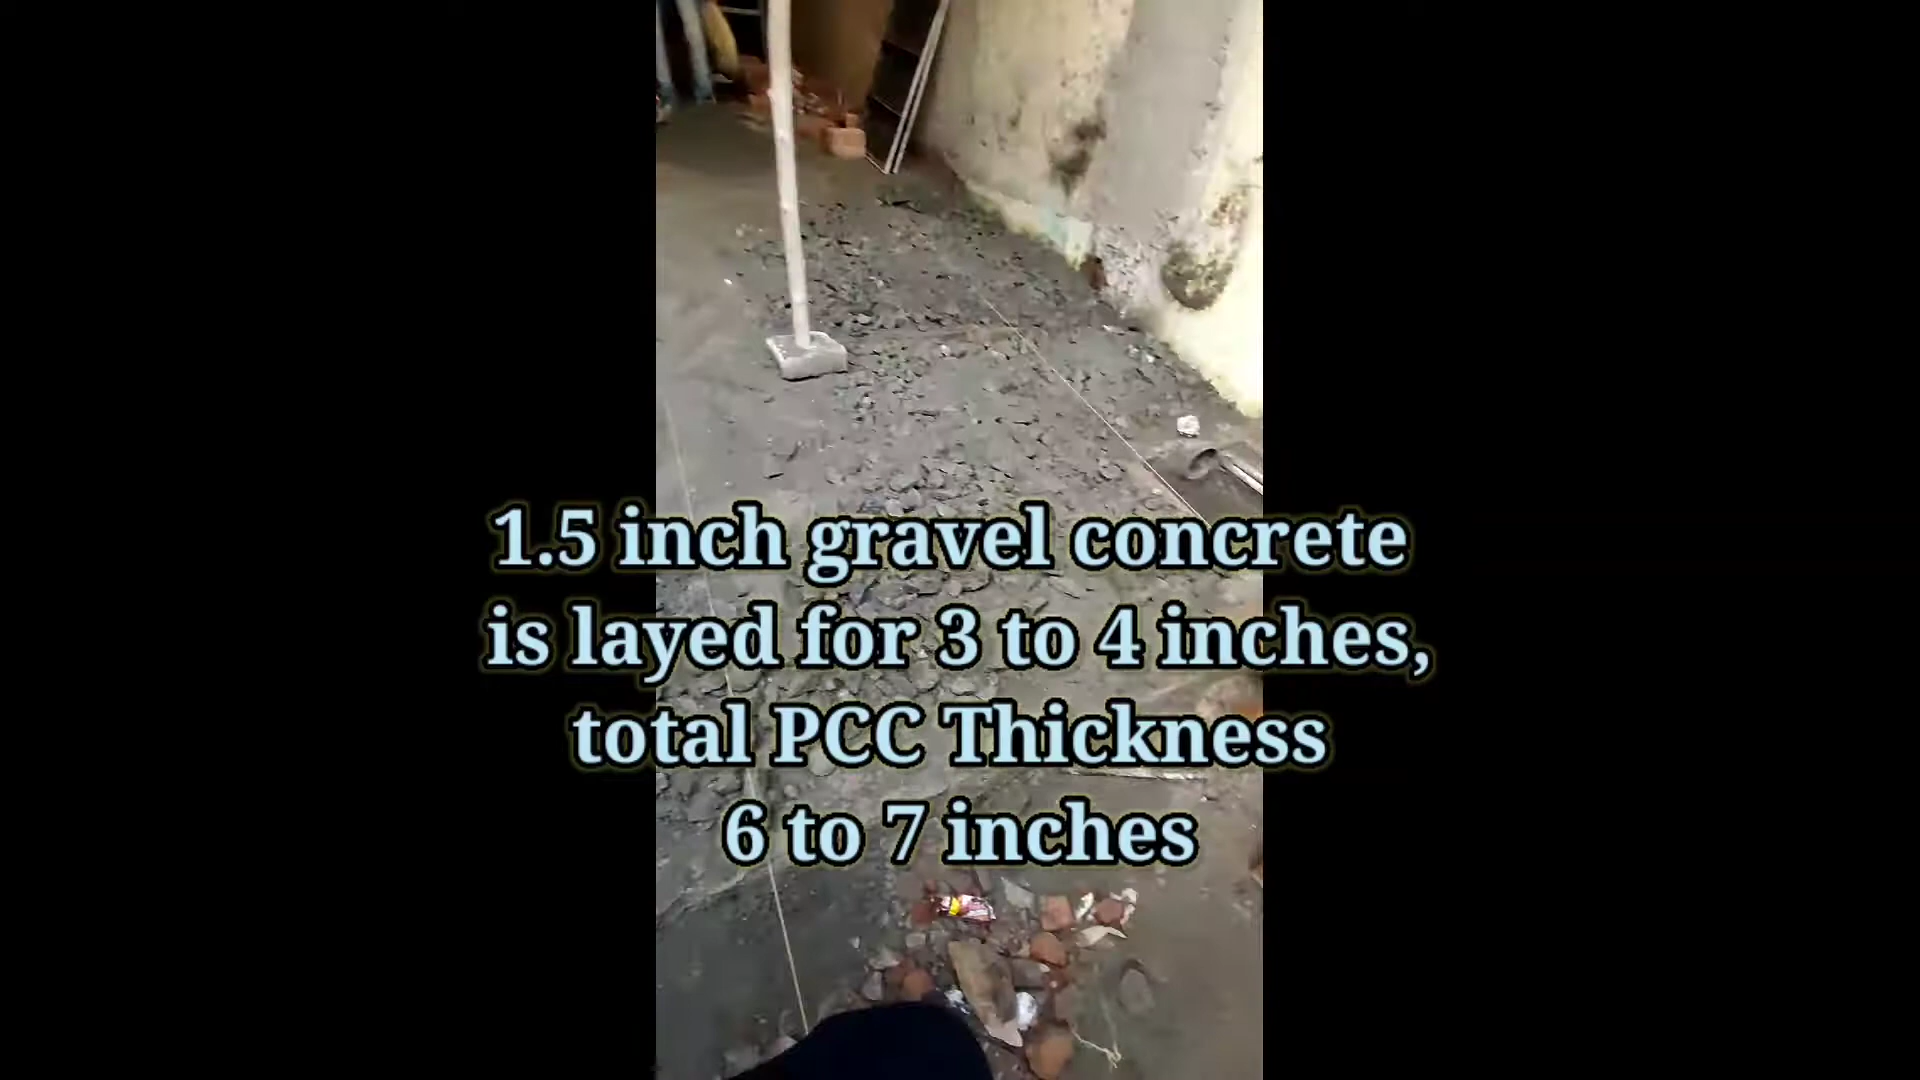 1.5 inch gravel concrete
is layed for 3 to 4 inches,
total PCC Thickness
6 to 7 inches